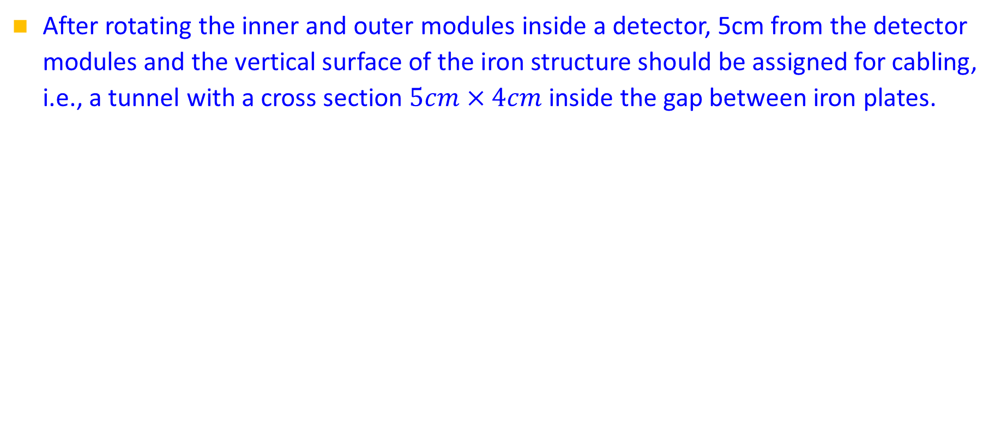 After rotating the inner and outer modules inside a detector, 5cm from the detector
modules and the vertical surface of the iron structure should be assigned for cabling,
i.e., a tunnel with a cross section 5cm × 4cm inside the gap between iron plates.